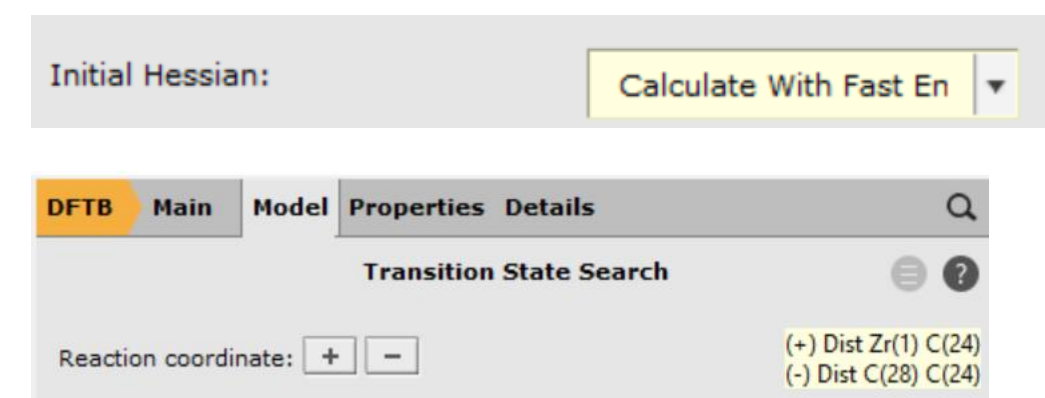 Initial Hessian:
Calculate With Fast En
DFTB Main Model Properties Details
Transition State Search
Reaction coordinate: + −
(+) Dist Zr(1) C(24)
(-) Dist C(28) C(24)